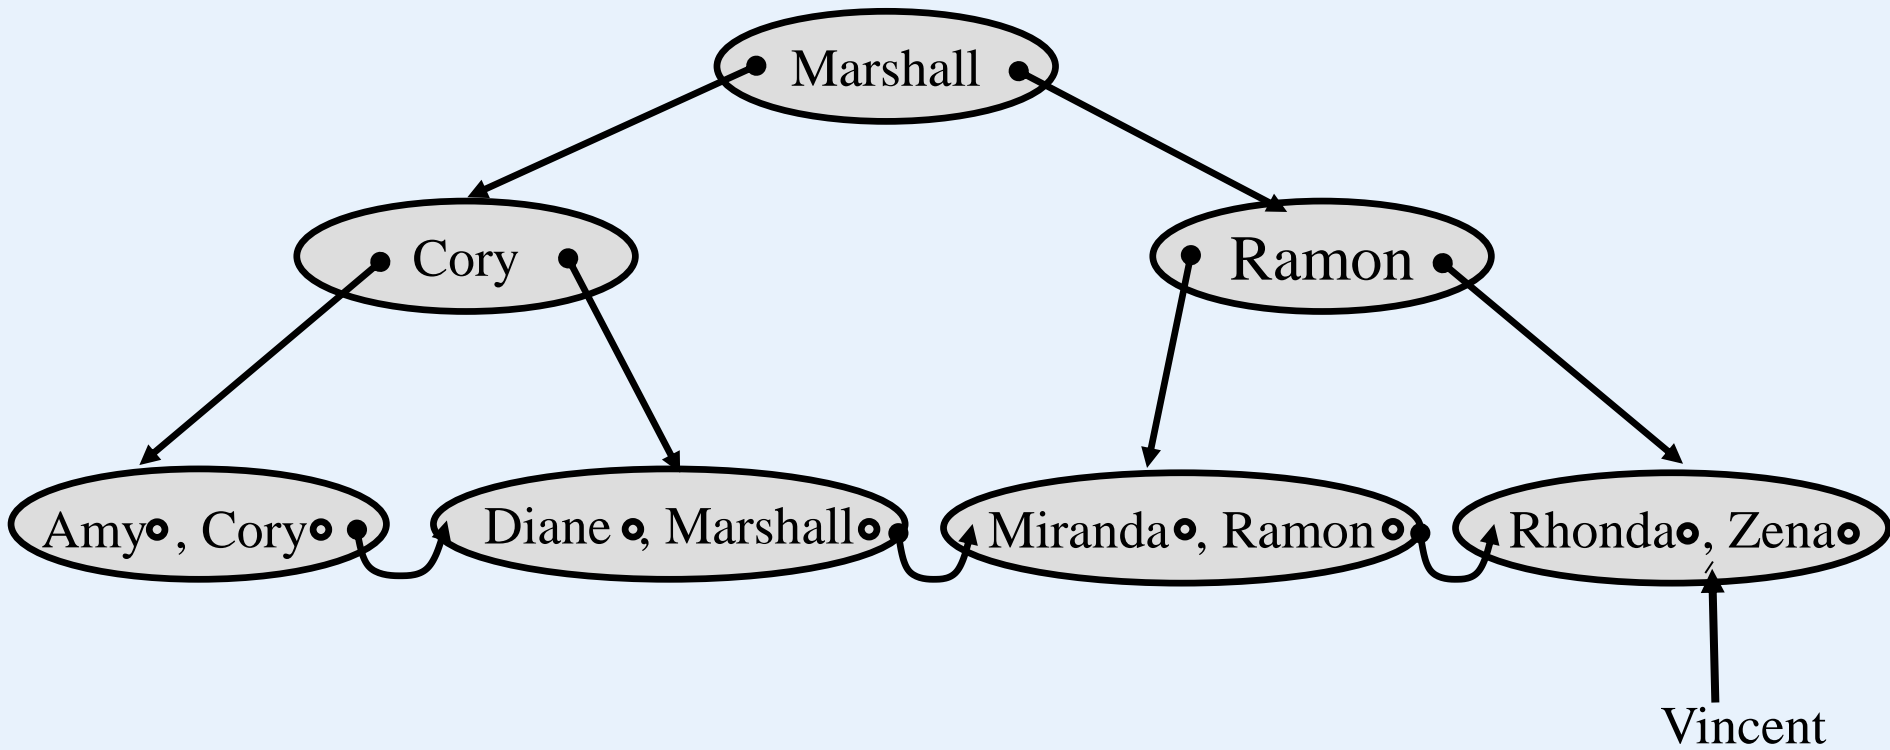 Marshall
Cory Ramon
Amy, Cory Diane, Marshall Miranda, Ramon Rhonda, Zena
Vincent